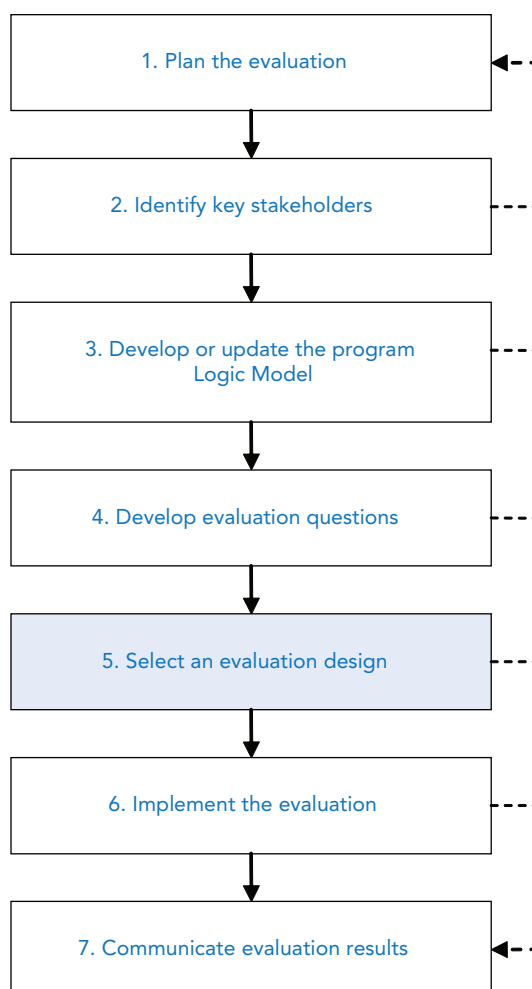 1. Plan the evaluation
2. Identify key stakeholders
3. Develop or update the program
Logic Model
4. Develop evaluation questions
5. Select an evaluation design
6. Implement the evaluation
7. Communicate evaluation results